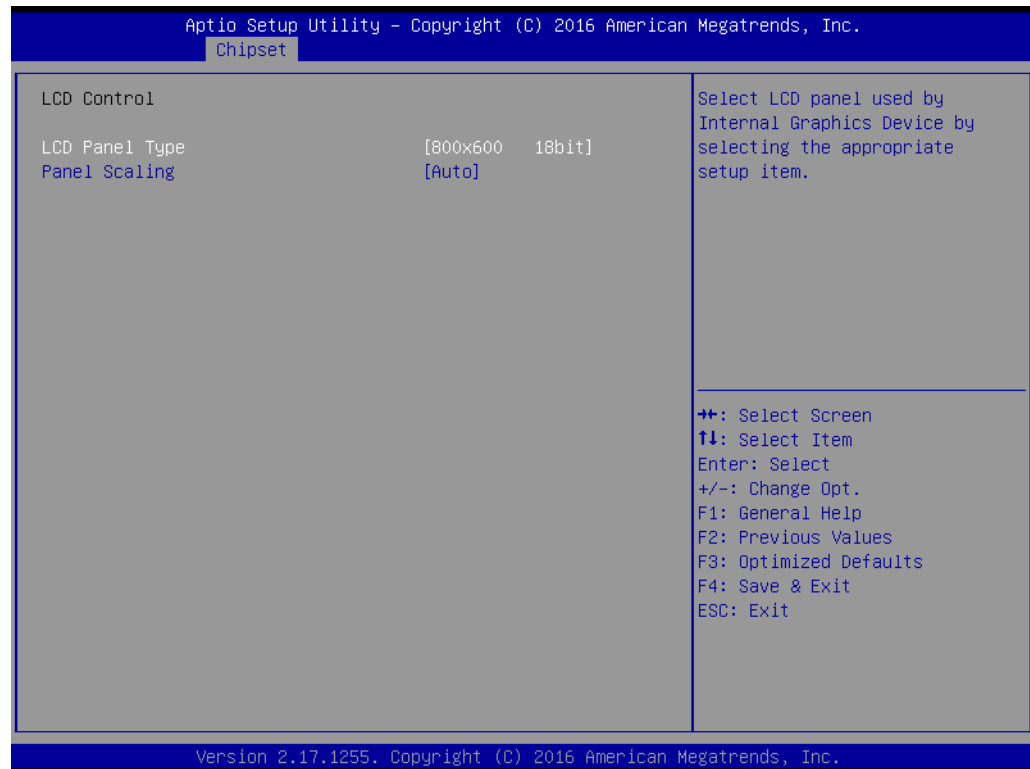 Aptio Setup Utility – Copyright (C) 2016 American Megatrends, Inc.
Chipset
LCD Control
LCD Panel Type [800x600 18bit]
Panel Scaling [Auto]
Select LCD panel used by
Internal Graphics Device by
selecting the appropriate
setup item.
→←: Select Screen
↑↓: Select Item
Enter: Select
+/-: Change Opt.
F1: General Help
F2: Previous Values
F3: Optimized Defaults
F4: Save & Exit
ESC: Exit
Version 2.17.1255. Copyright (C) 2016 American Megatrends, Inc.